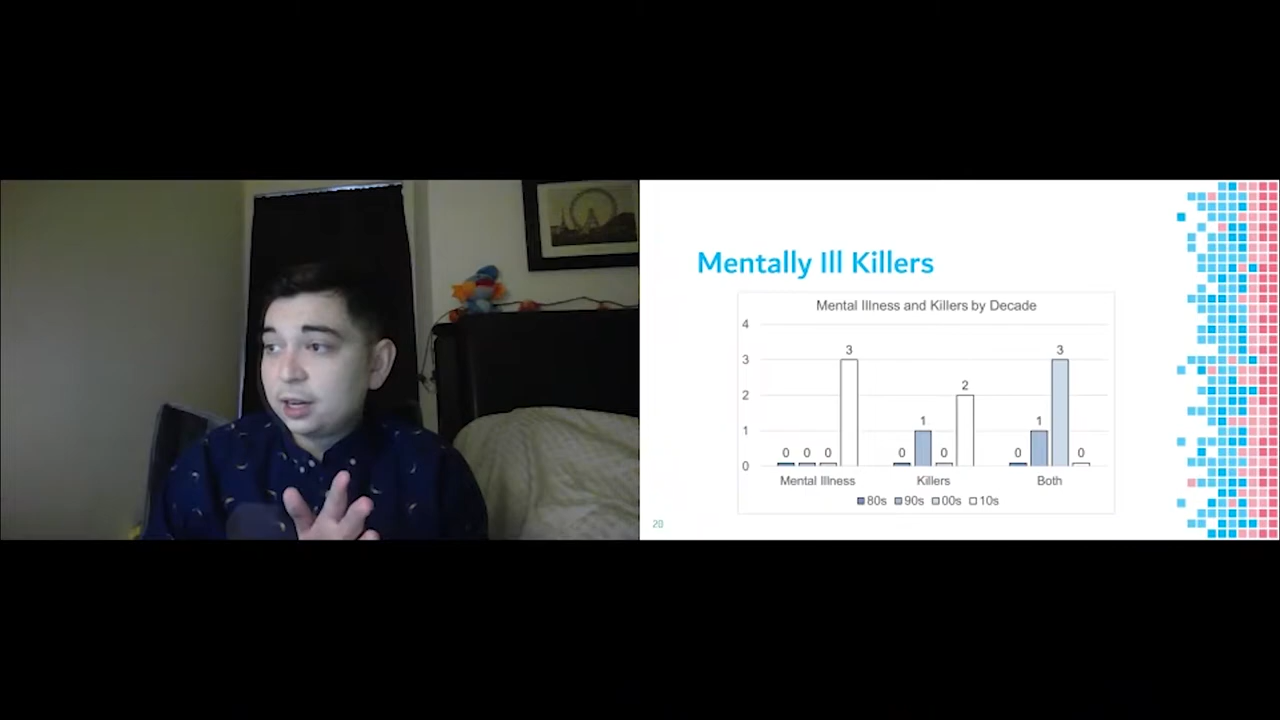 Mentally Ill Killers
Mental Illness and Killers by Decade
4
3
2
1
0
0 0 0 3
0 1 0 2
0 1 3 0
Mental Illness Killers Both
80s 90s 00s 10s
20